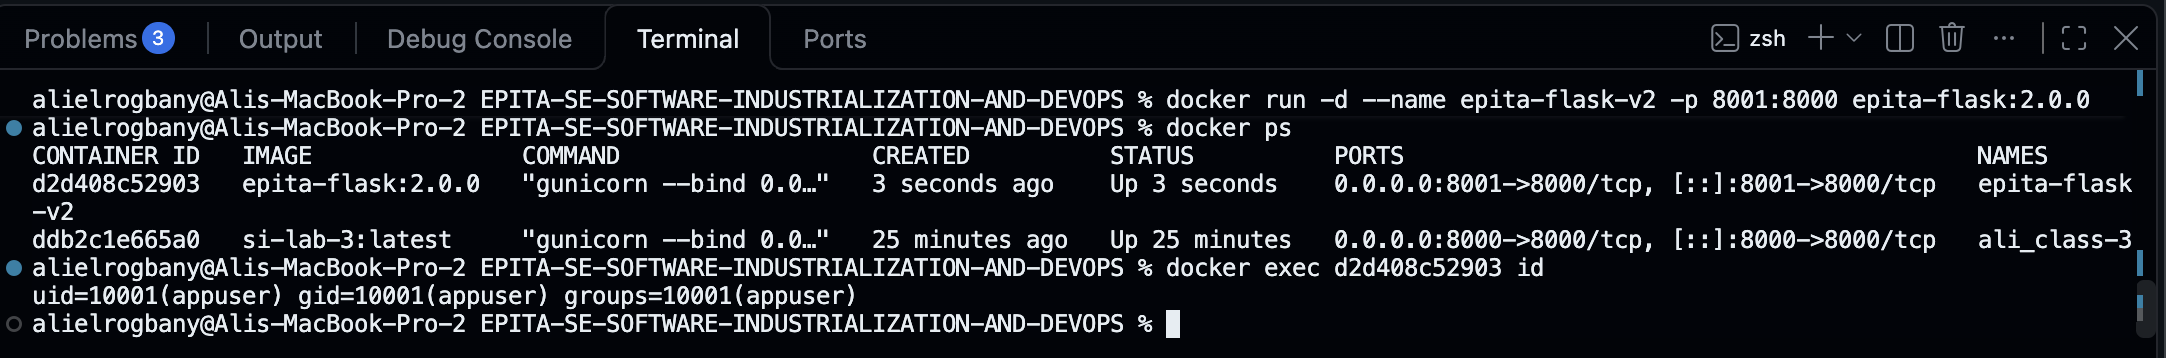 Problems 3 Output Debug Console Terminal Ports zsh
alielrogbany@Alis-MacBook-Pro-2 EPITA-SE-SOFTWARE-INDUSTRIALIZATION-AND-DEVOPS % docker run -d --name epita-flask-v2 -p 8001:8000 epita-flask:2.0.0
alielrogbany@Alis-MacBook-Pro-2 EPITA-SE-SOFTWARE-INDUSTRIALIZATION-AND-DEVOPS % docker ps
CONTAINER ID   IMAGE               COMMAND                  CREATED          STATUS          PORTS                                         NAMES
d2d408c52903   epita-flask:2.0.0   "gunicorn --bind 0.0…"   3 seconds ago    Up 3 seconds    0.0.0.0:8001->8000/tcp, [::]:8001->8000/tcp   epita-flask
-v2
ddb2c1e665a0   si-lab-3:latest     "gunicorn --bind 0.0…"   25 minutes ago   Up 25 minutes   0.0.0.0:8000->8000/tcp, [::]:8000->8000/tcp   ali_class-3
alielrogbany@Alis-MacBook-Pro-2 EPITA-SE-SOFTWARE-INDUSTRIALIZATION-AND-DEVOPS % docker exec d2d408c52903 id
uid=10001(appuser) gid=10001(appuser) groups=10001(appuser)
alielrogbany@Alis-MacBook-Pro-2 EPITA-SE-SOFTWARE-INDUSTRIALIZATION-AND-DEVOPS %